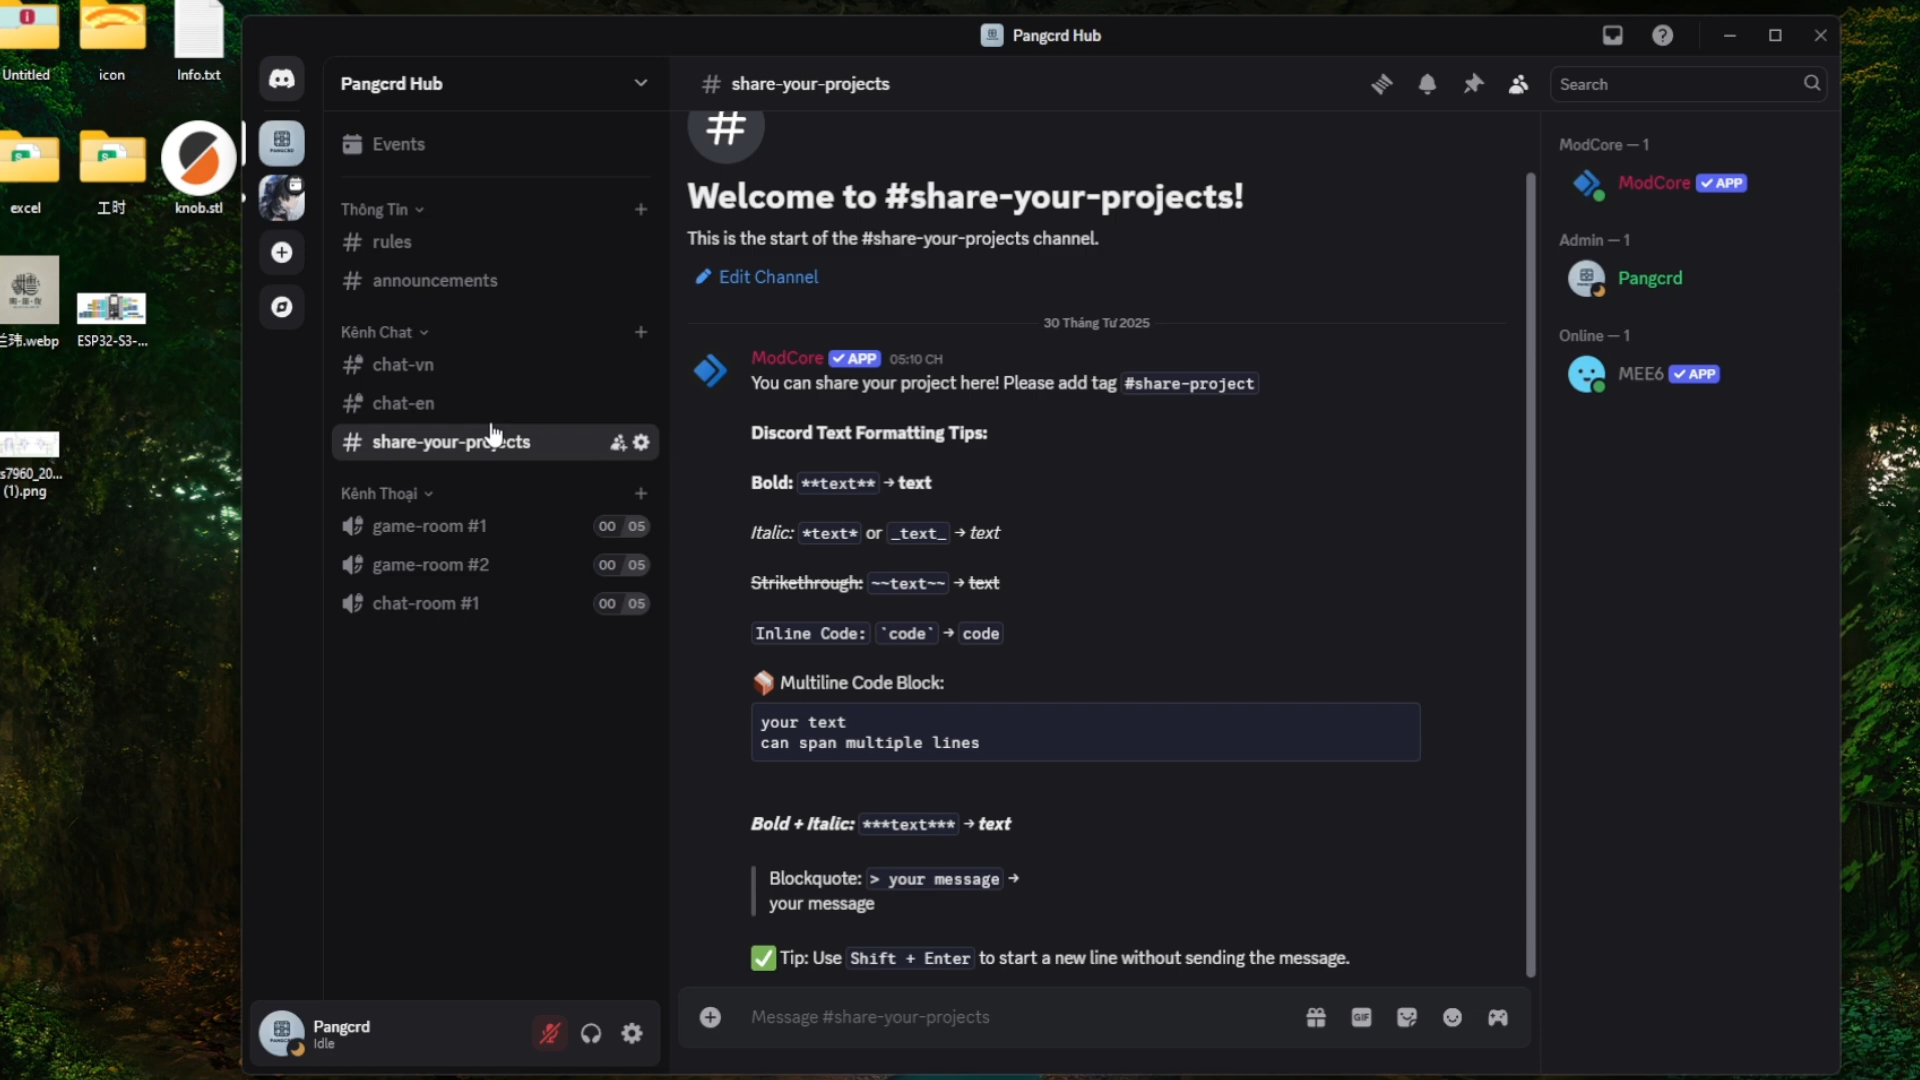 Untitled
icon
Info.txt
excel
工时
knob.stl
ESP32-S3-...
(1).png
Pangcrd Hub
Pangcrd Hub
Events
Thông Tin
rules
announcements
Kênh Chat
chat-vn
chat-en
share-your-projects
Kênh Thoại
game-room #1 00 05
game-room #2 00 05
chat-room #1 00 05
Pangcrd
Idle
# share-your-projects
Search
#
Welcome to #share-your-projects!
This is the start of the #share-your-projects channel.
Edit Channel
30 Tháng Tư 2025
ModCore APP 05:10 CH
You can share your project here! Please add tag #share-project
Discord Text Formatting Tips:
Bold: **text** → text
Italic: *text* or _text_ → text
Strikethrough: ~~text~~ → text
Inline Code: `code` → code
Multiline Code Block:
your text
can span multiple lines
Bold + Italic: ***text*** → text
Blockquote: > your message →
your message
Tip: Use Shift + Enter to start a new line without sending the message.
Message #share-your-projects
GIF
ModCore — 1
ModCore APP
Admin — 1
Pangcrd
Online — 1
MEE6 APP